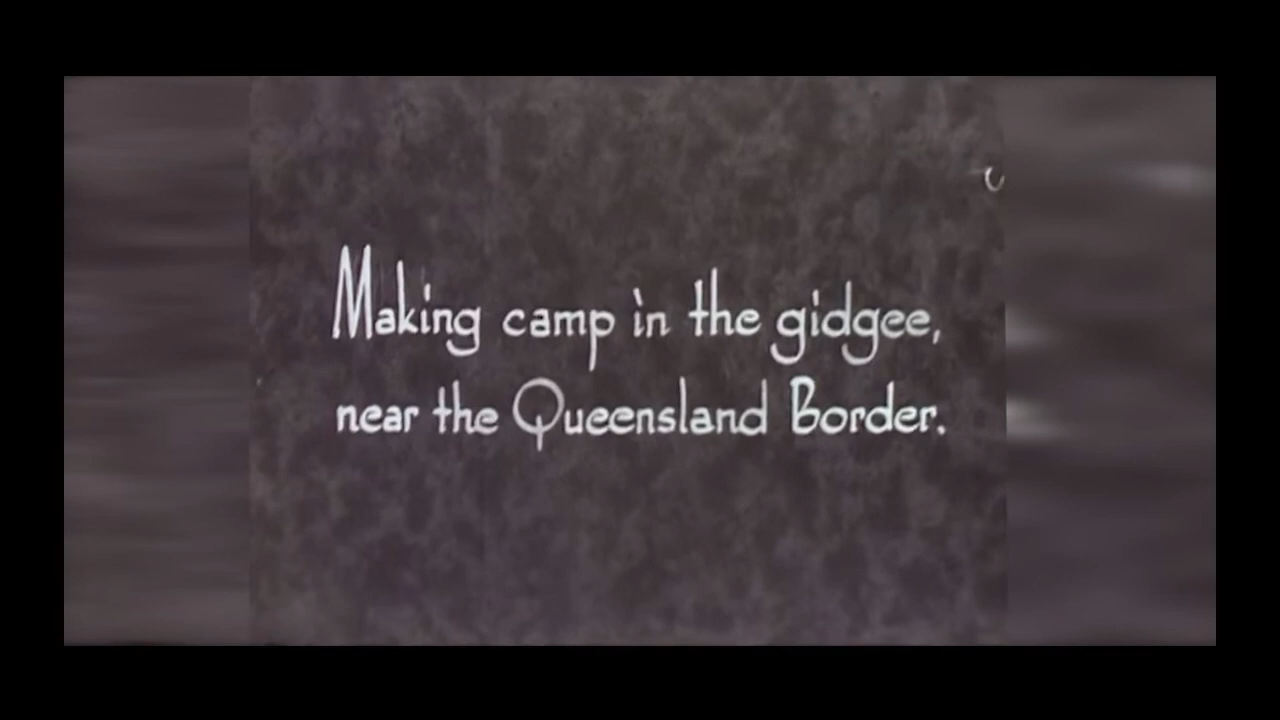 Making camp in the gidgee,
near the Queensland Border.